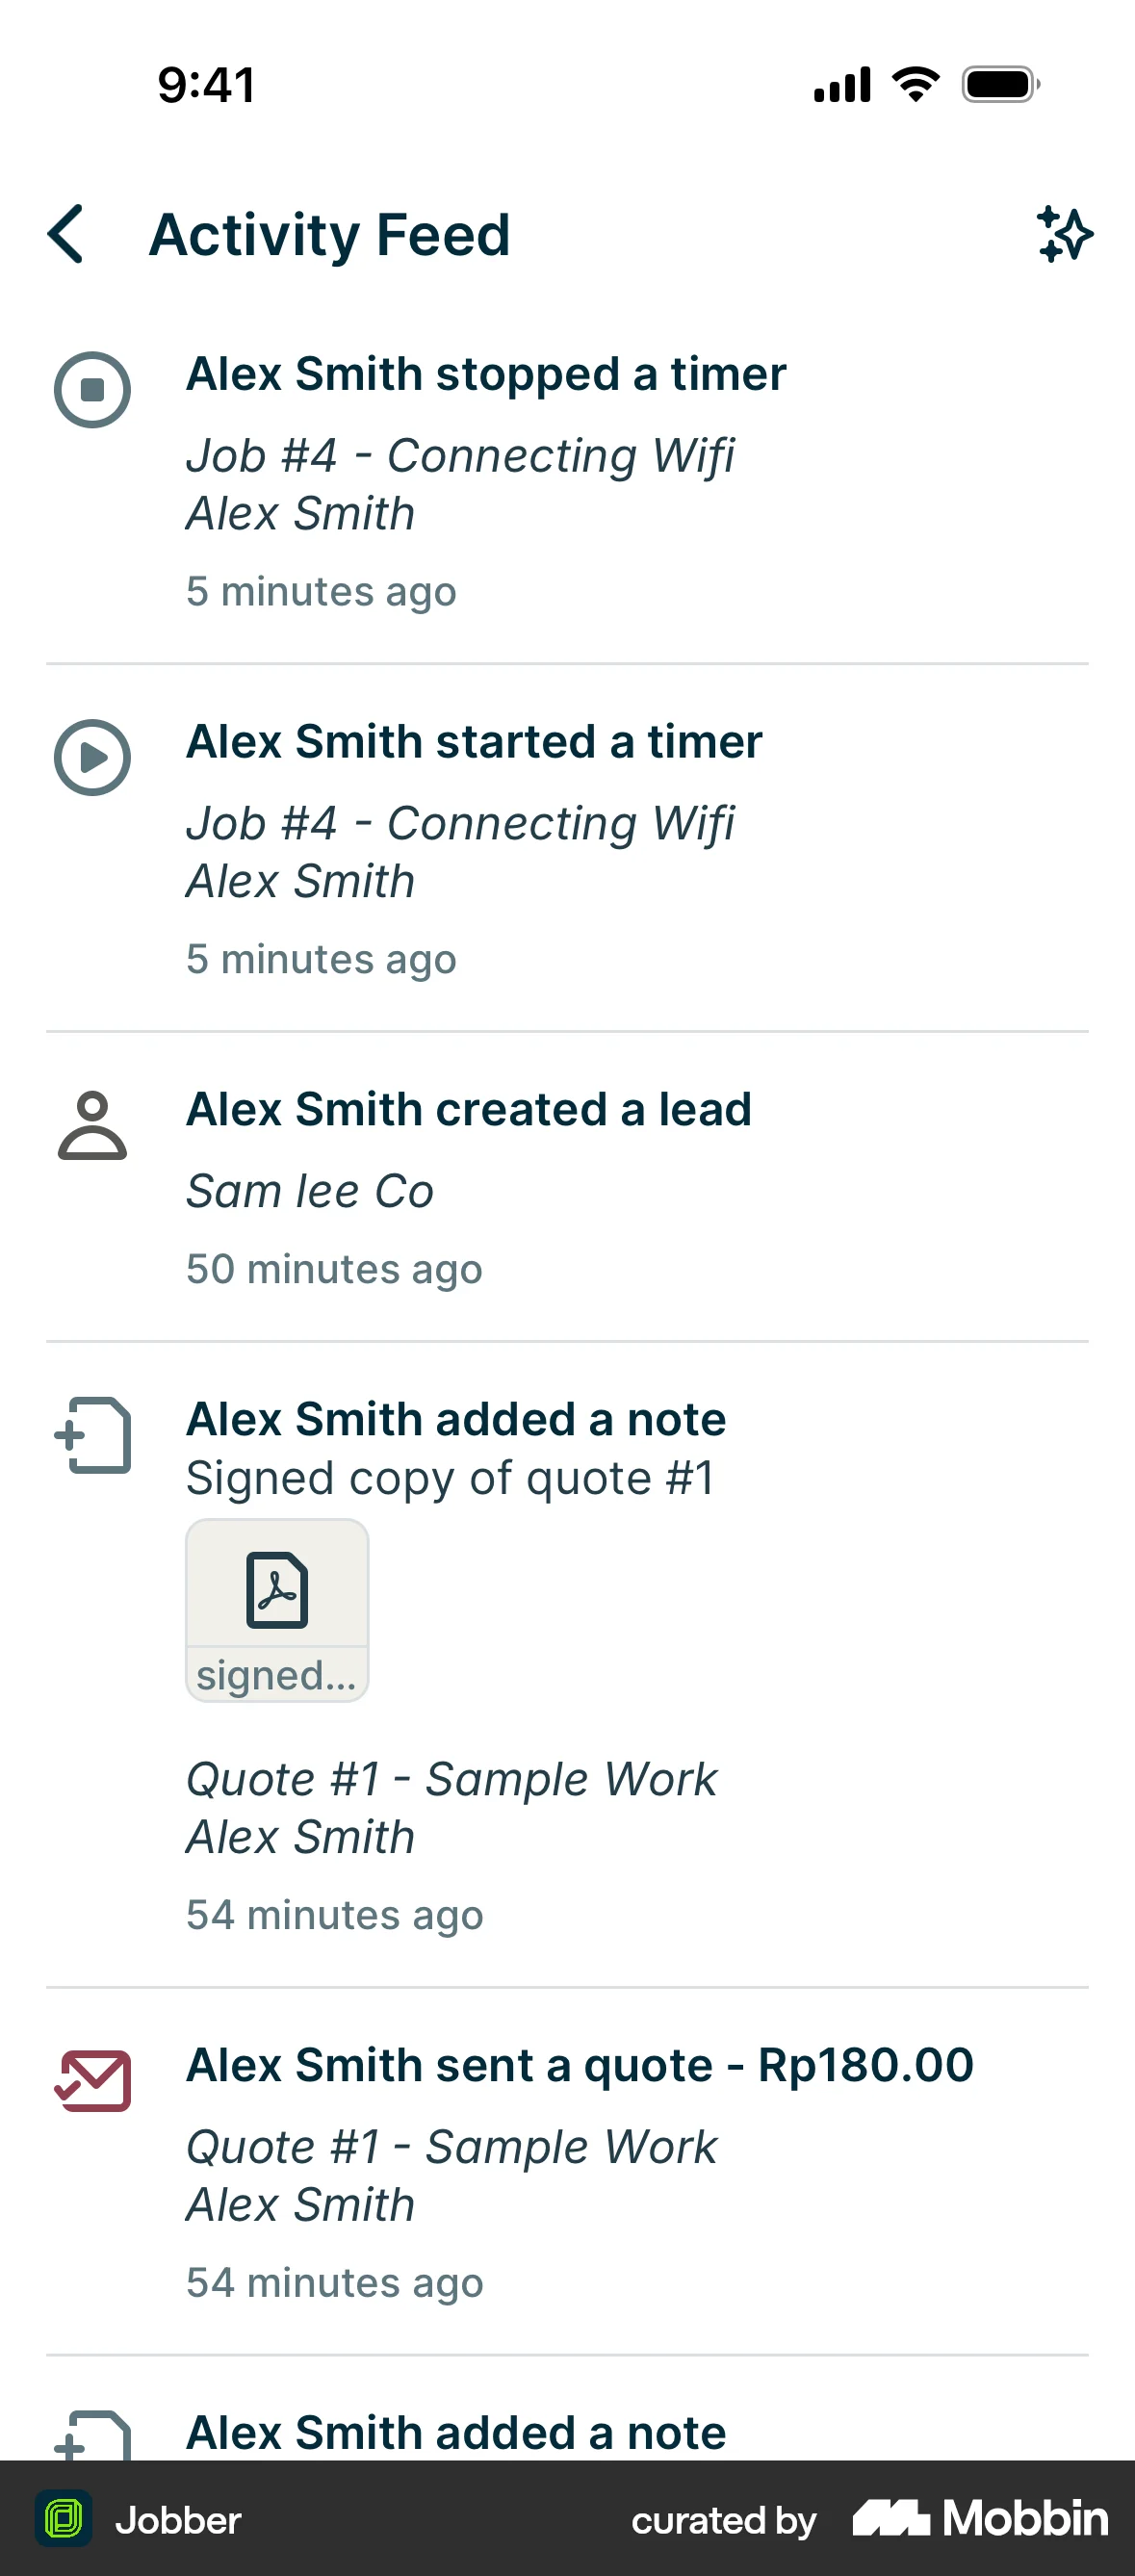 9:41
Activity Feed
Alex Smith stopped a timer
Job #4 - Connecting Wifi
Alex Smith
5 minutes ago
Alex Smith started a timer
Job #4 - Connecting Wifi
Alex Smith
5 minutes ago
Alex Smith created a lead
Sam lee Co
50 minutes ago
Alex Smith added a note
Signed copy of quote #1
signed...
Quote #1 - Sample Work
Alex Smith
54 minutes ago
Alex Smith sent a quote - Rp180.00
Quote #1 - Sample Work
Alex Smith
54 minutes ago
Alex Smith added a note
Jobber
curated by Mobbin